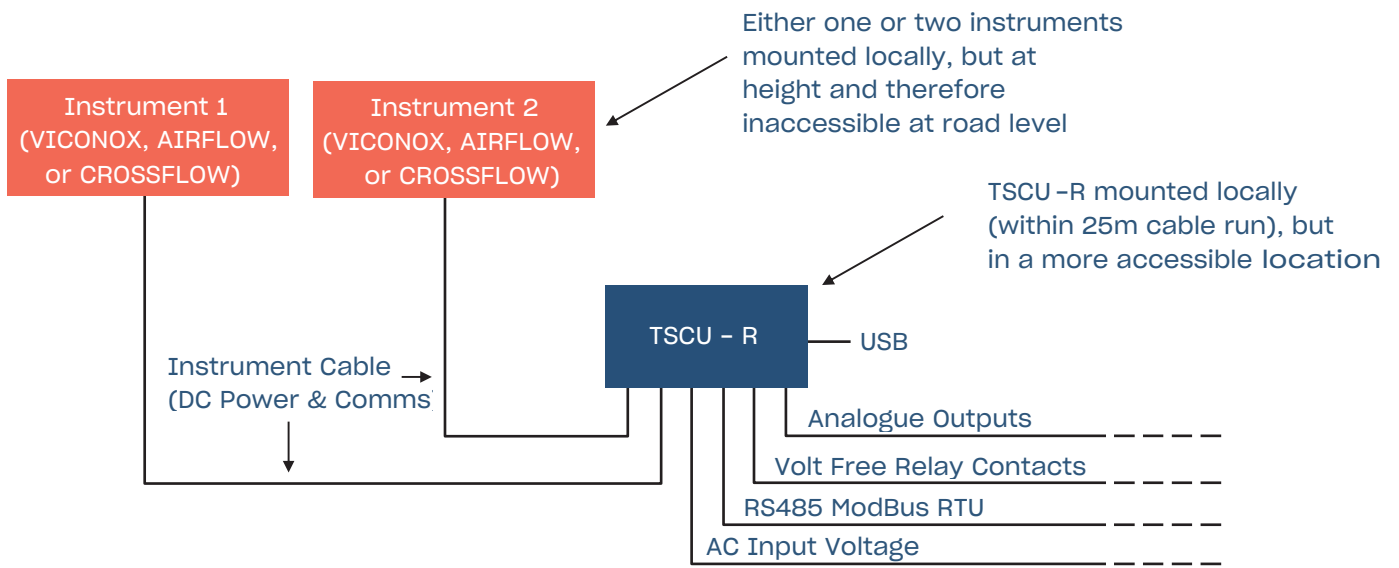 Either one or two instruments
mounted locally, but at
height and therefore
inaccessible at road level
Instrument 1
(VICONOX, AIRFLOW,
or CROSSFLOW)
Instrument 2
(VICONOX, AIRFLOW,
or CROSSFLOW)
TSCU-R mounted locally
(within 25m cable run), but
in a more accessible location
TSCU - R
USB
Instrument Cable
(DC Power & Comms)
Analogue Outputs
Volt Free Relay Contacts
RS485 ModBus RTU
AC Input Voltage